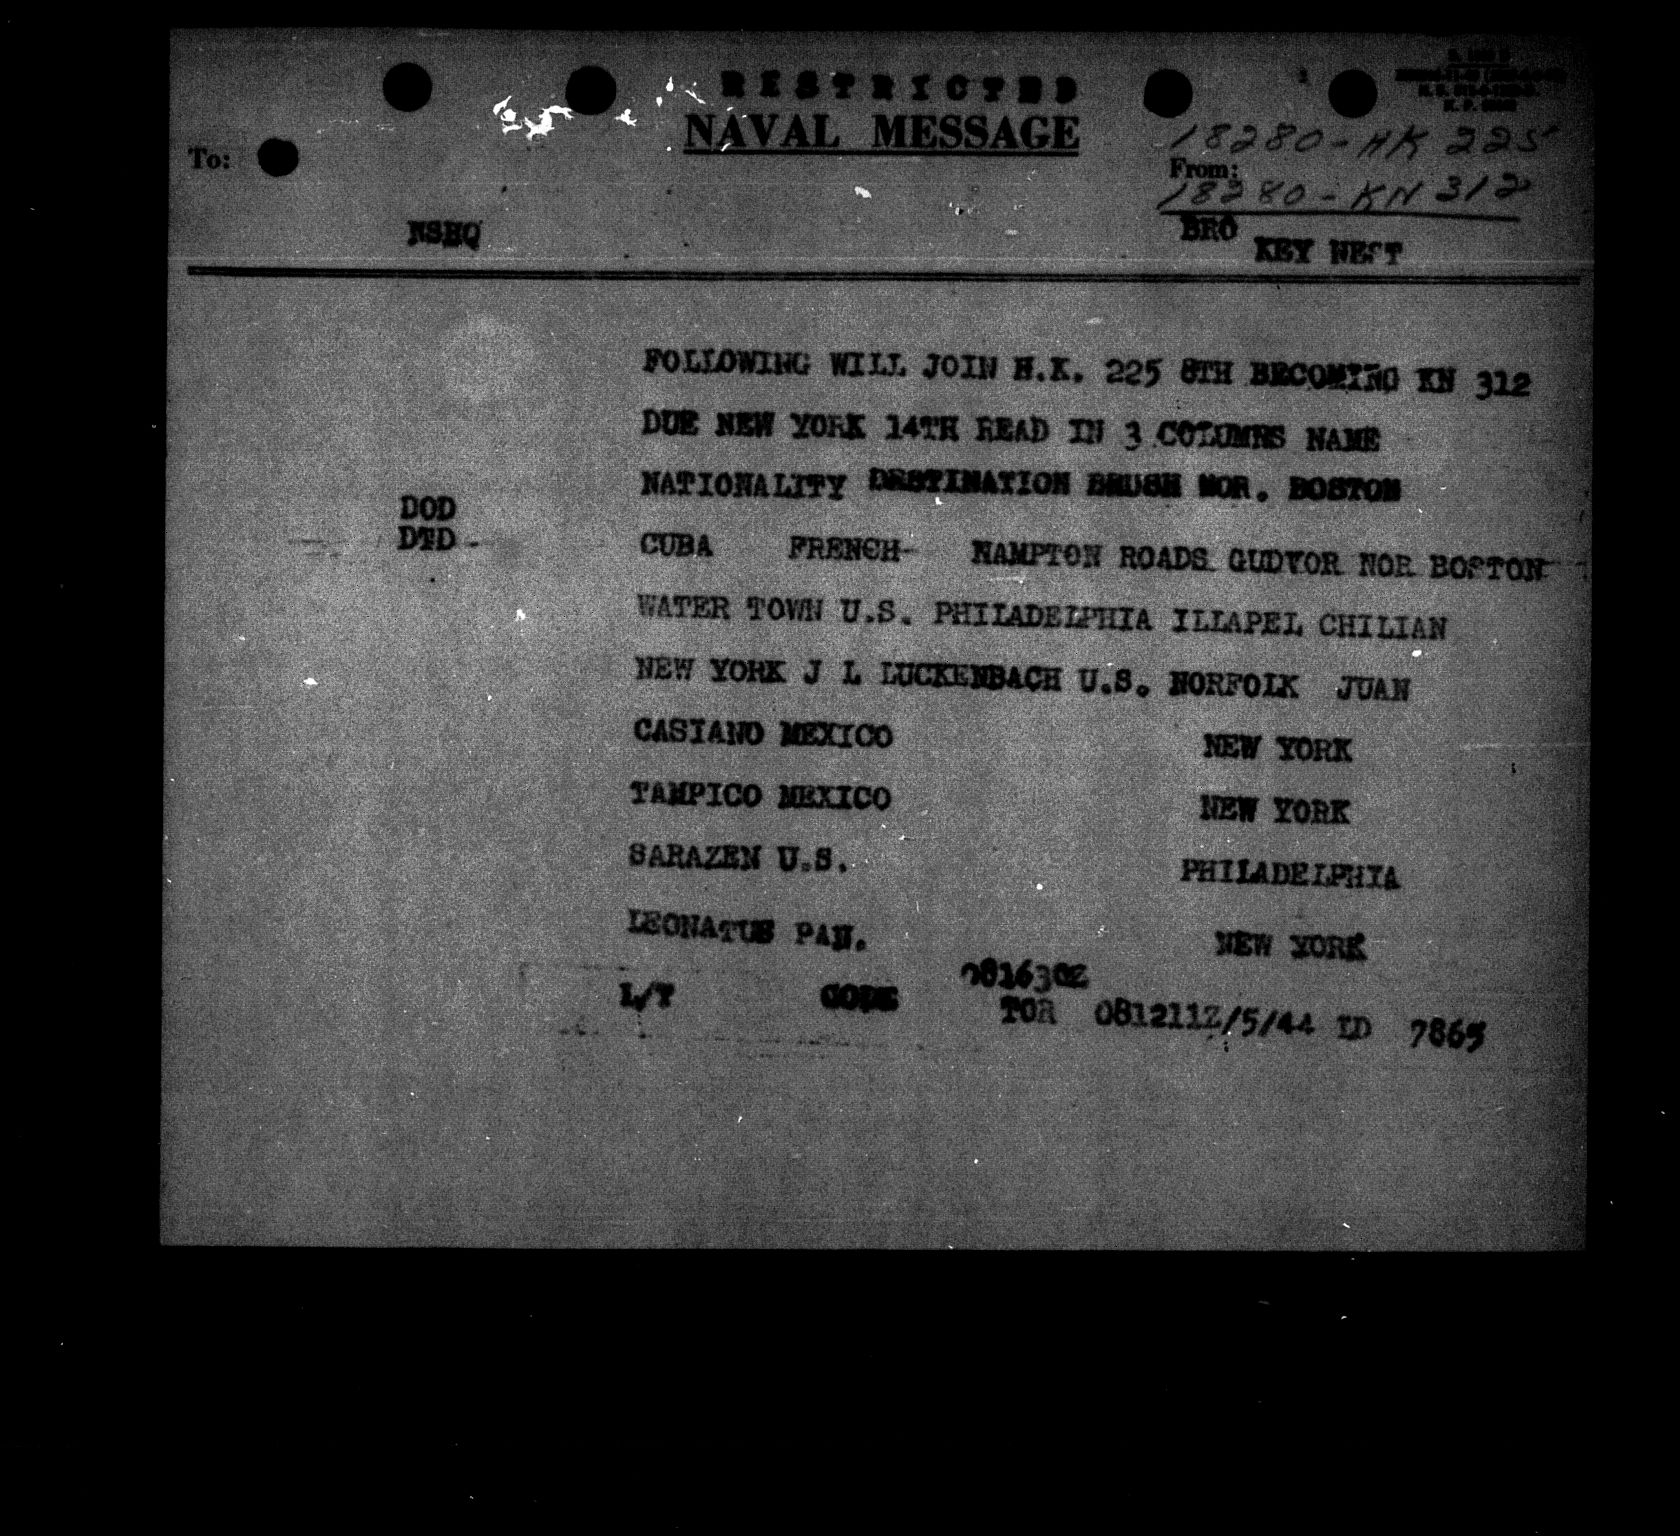 RESTRICTED
NAVAL MESSAGE
18280-HK 225
To:
From:
18280-KN 312
NSHQ
BRO
KEY WEST
FOLLOWING WILL JOIN H.K. 225 8TH BECOMING KN 312
DUE NEW YORK 14TH READ IN 3 COLUMNS NAME
NATIONALITY DESTINATION BRUSH NOR. BOSTON
DOD
DTD
CUBA FRENCH HAMPTON ROADS GUDVOR NOR BOSTON
WATER TOWN U.S. PHILADELPHIA ILLAPEL CHILIAN
NEW YORK J L LUCKENBACH U.S. NORFOLK JUAN
CASIANO MEXICO NEW YORK
TAMPICO MEXICO NEW YORK
SARAZEN U.S. PHILADELPHIA
LEONATUS PAN. NEW YORK
081630Z
L/T CODE TOR 081211Z/5/44 LD 7865